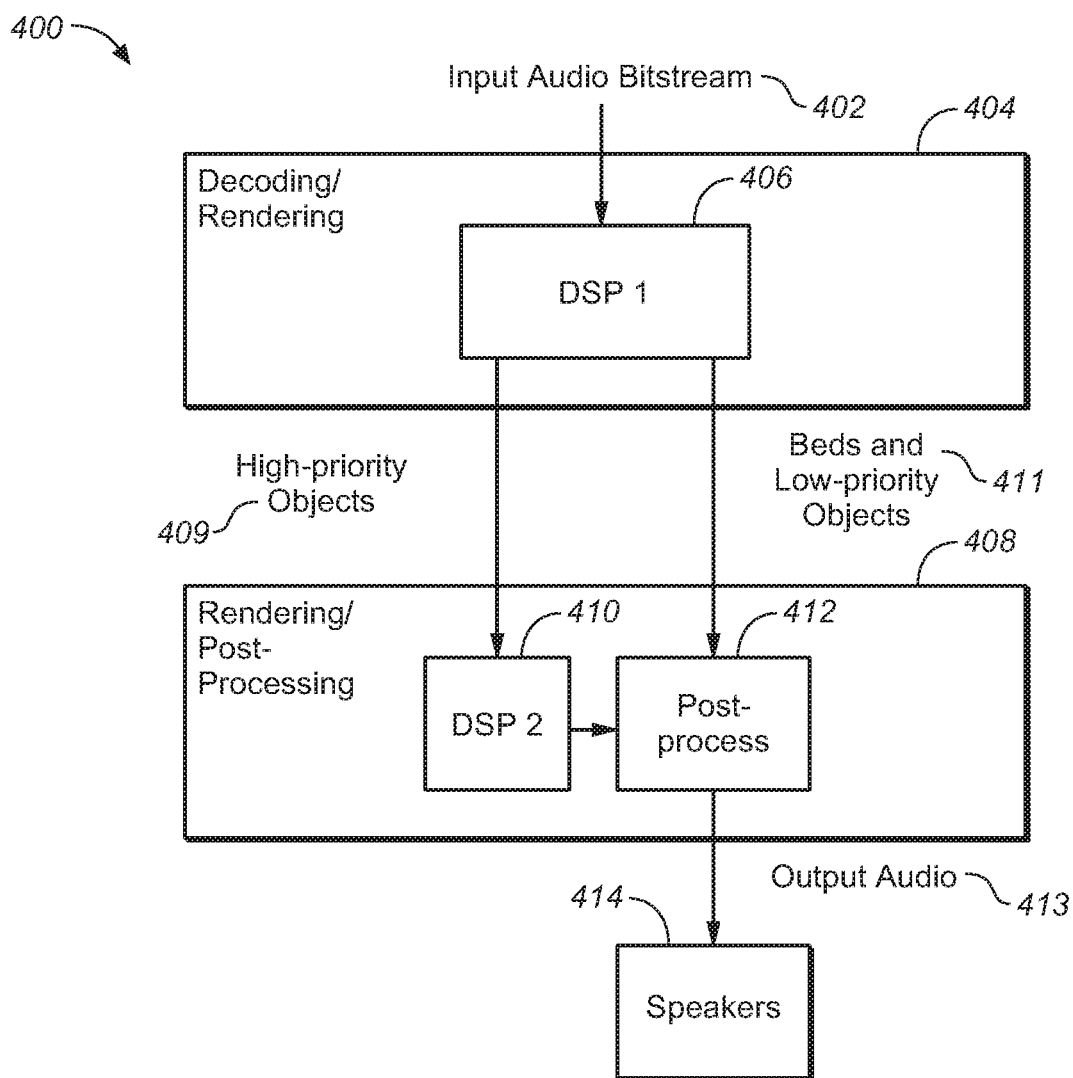 400
Input Audio Bitstream
402
404
Decoding/
Rendering
406
DSP 1
High-priority
Objects
409
Beds and
Low-priority
Objects
411
408
Rendering/
Post-
Processing
410
DSP 2
412
Post-
process
Output Audio
413
414
Speakers